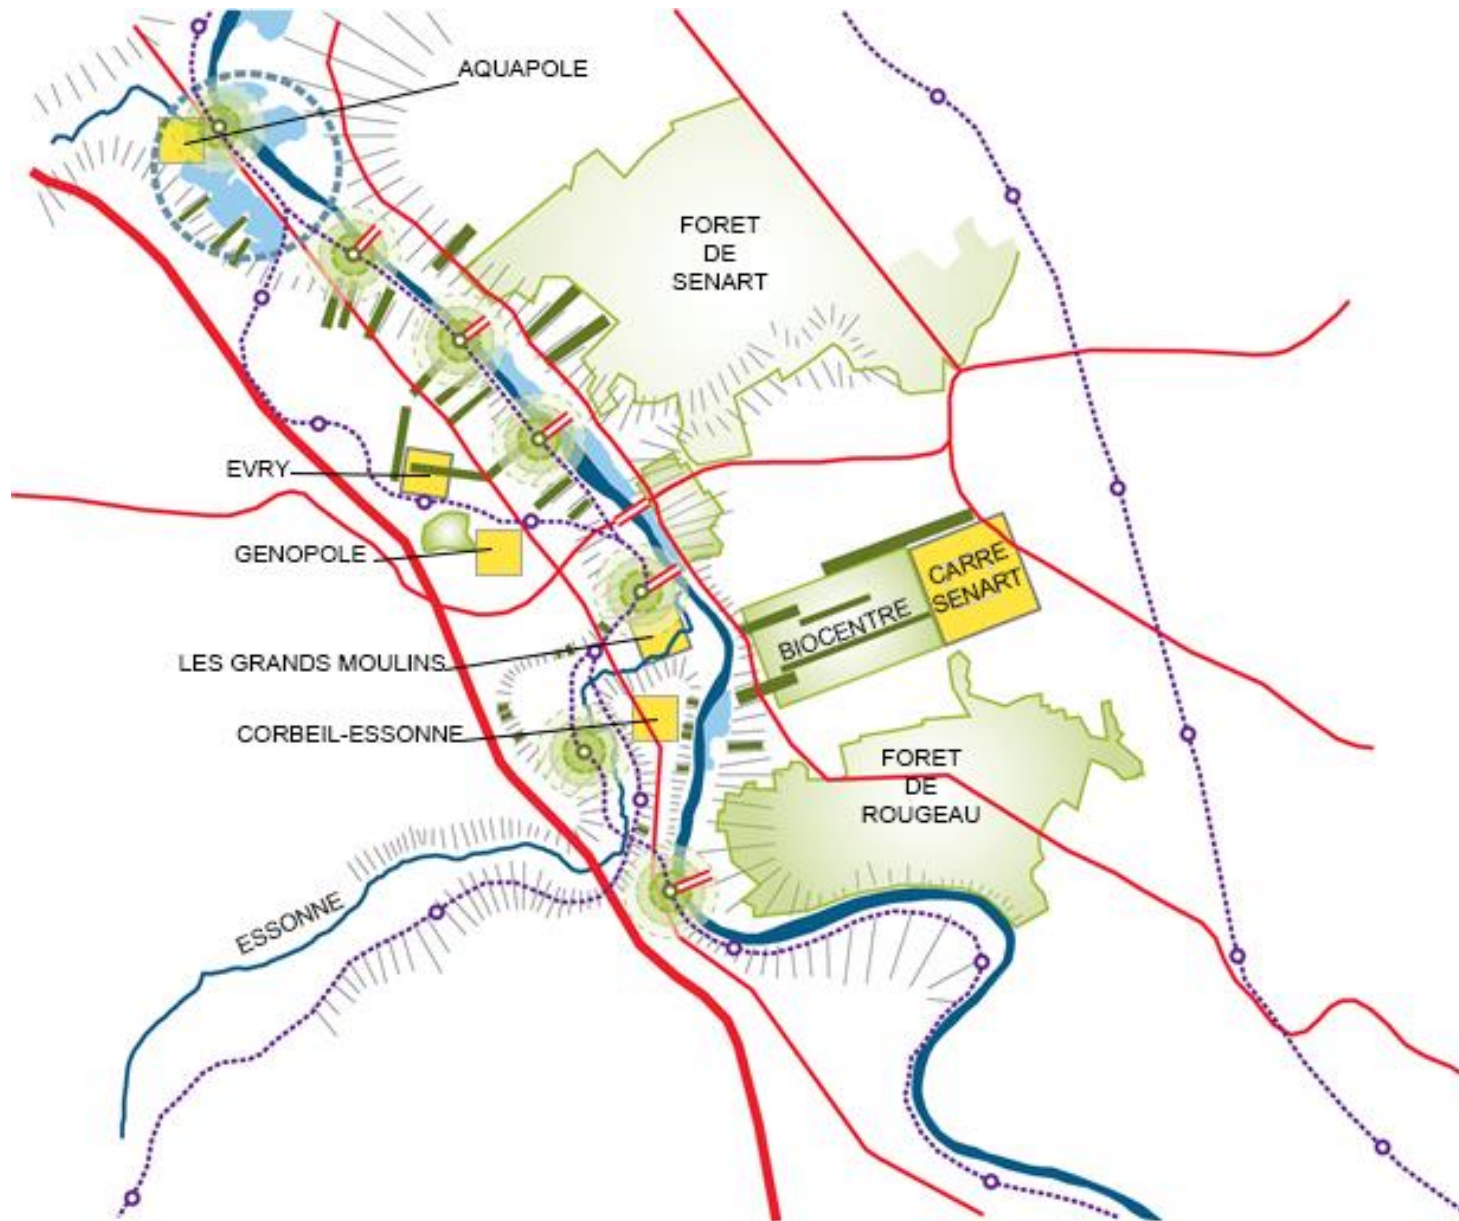 AQUAPOLE
FORET
DE
SENART
EVRY
GENOPOLE
CARRE
SENART
BIOCENTRE
LES GRANDS MOULINS
CORBEIL-ESSONNE
FORET
DE
ROUGEAU
ESSONNE